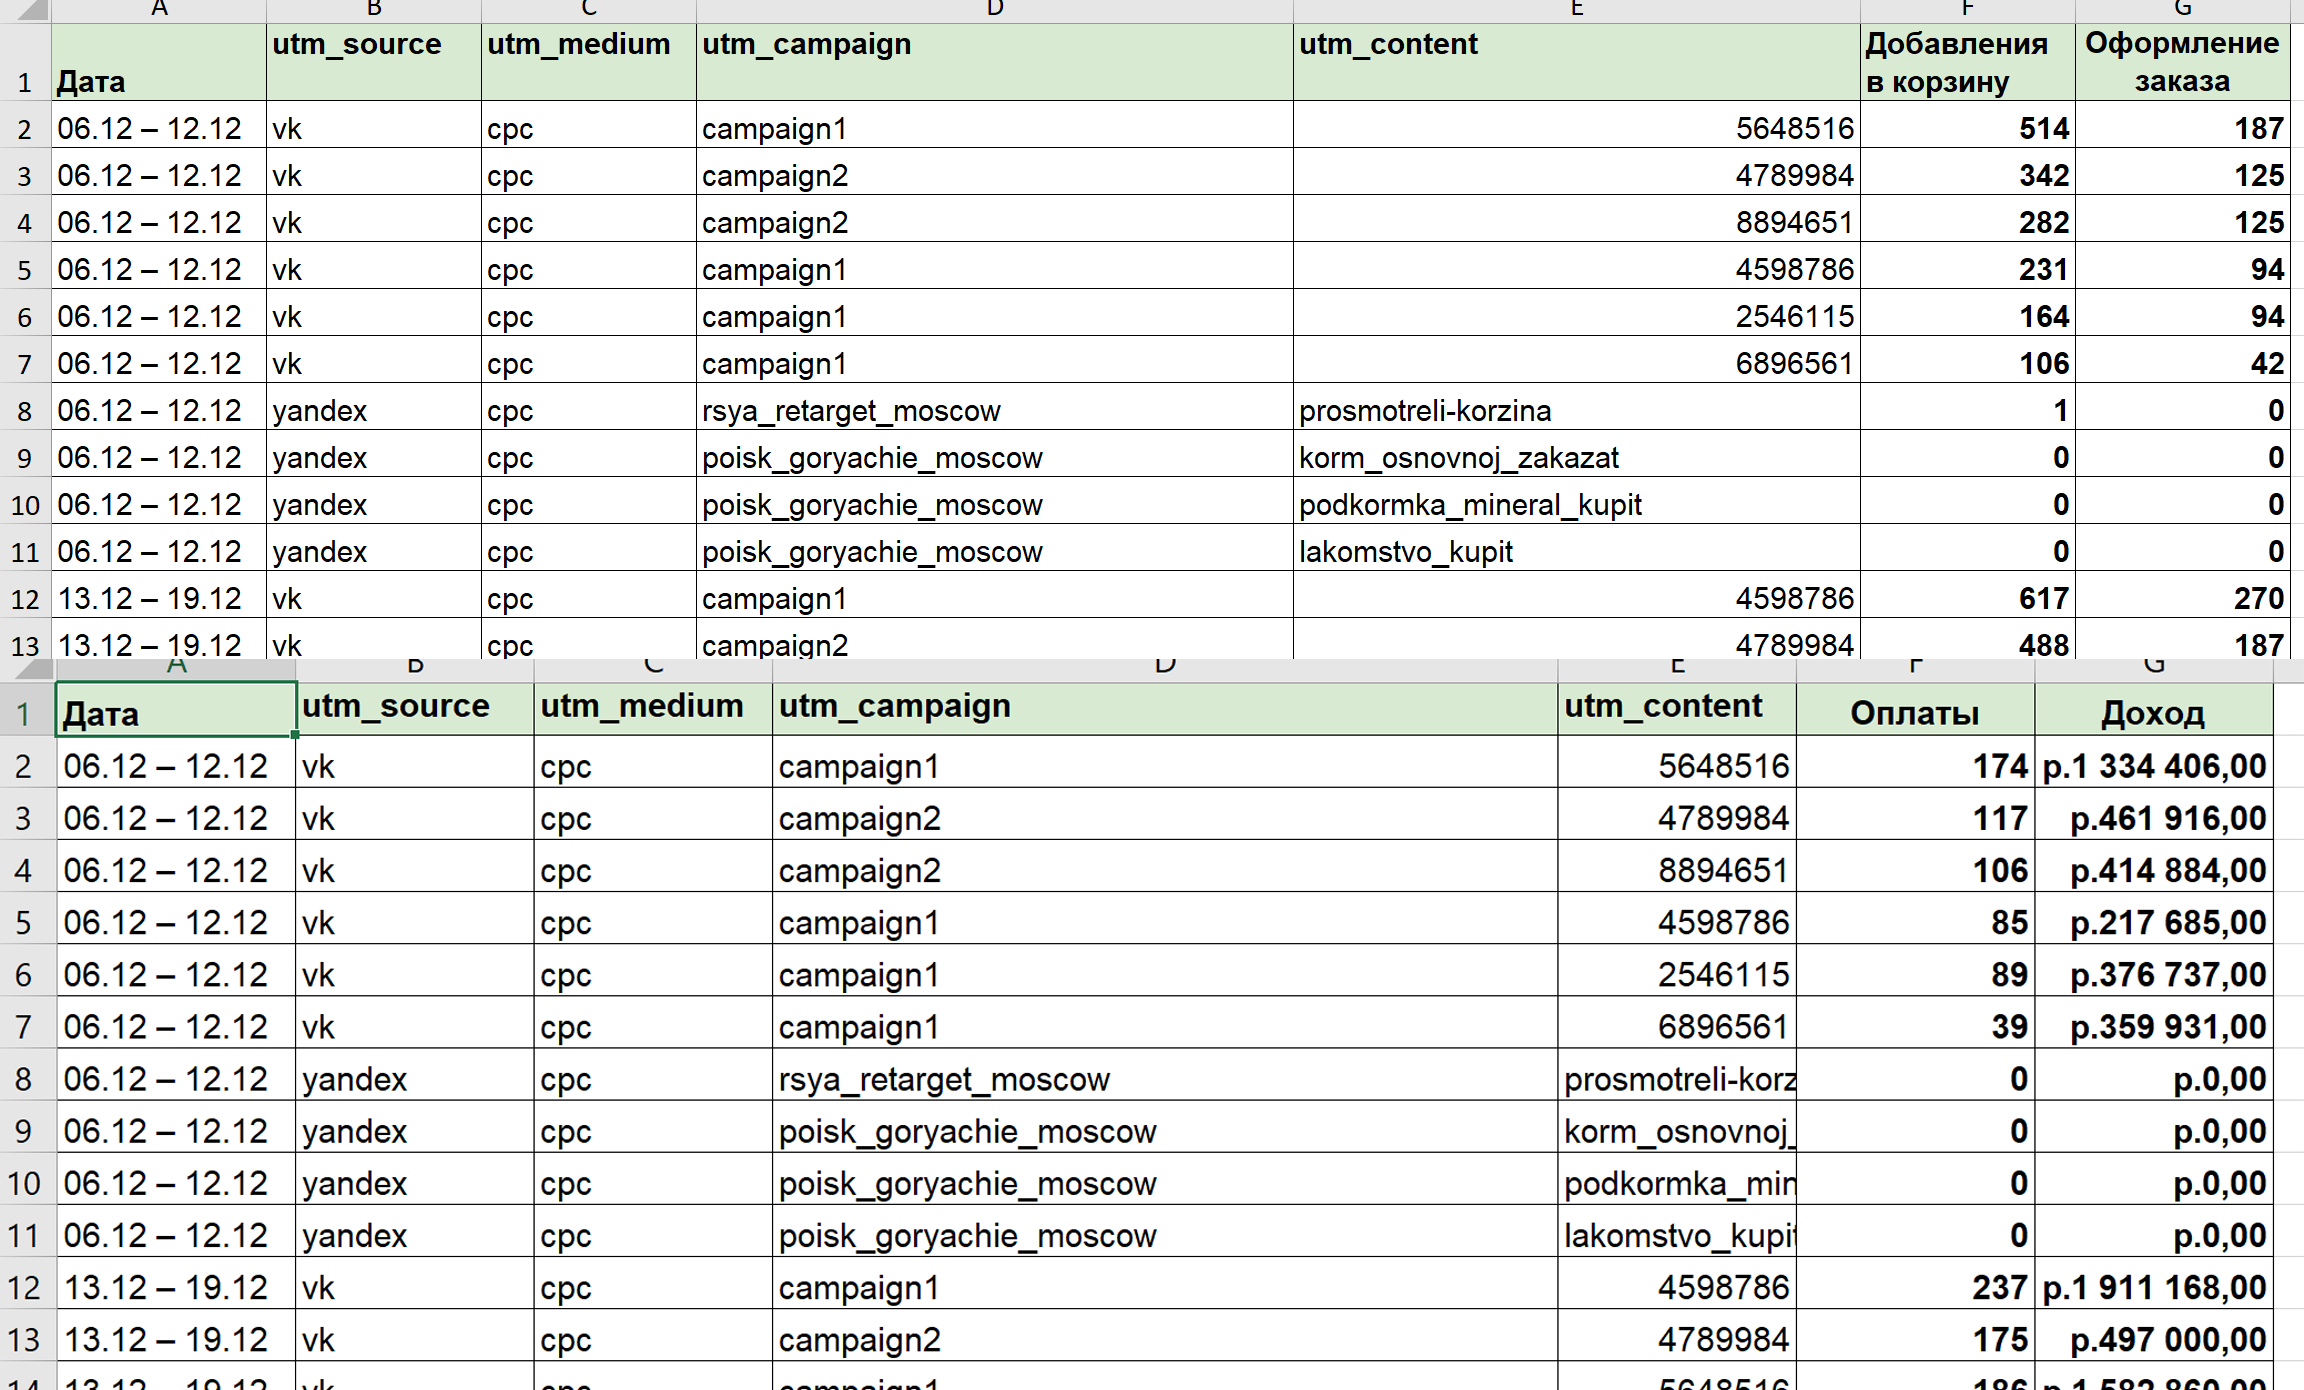 A B C D E F G
1 Дата utm_source utm_medium utm_campaign utm_content Добавления в корзину Оформление заказа
2 06.12 – 12.12 vk cpc campaign1 5648516 514 187
3 06.12 – 12.12 vk cpc campaign2 4789984 342 125
4 06.12 – 12.12 vk cpc campaign2 8894651 282 125
5 06.12 – 12.12 vk cpc campaign1 4598786 231 94
6 06.12 – 12.12 vk cpc campaign1 2546115 164 94
7 06.12 – 12.12 vk cpc campaign1 6896561 106 42
8 06.12 – 12.12 yandex cpc rsya_retarget_moscow prosmotreli-korzina 1 0
9 06.12 – 12.12 yandex cpc poisk_goryachie_moscow korm_osnovnoj_zakazat 0 0
10 06.12 – 12.12 yandex cpc poisk_goryachie_moscow podkormka_mineral_kupit 0 0
11 06.12 – 12.12 yandex cpc poisk_goryachie_moscow lakomstvo_kupit 0 0
12 13.12 – 19.12 vk cpc campaign1 4598786 617 270
13 13.12 – 19.12 vk cpc campaign2 4789984 488 187
A B C D E F G
1 Дата utm_source utm_medium utm_campaign utm_content Оплаты Доход
2 06.12 – 12.12 vk cpc campaign1 5648516 174 р.1 334 406,00
3 06.12 – 12.12 vk cpc campaign2 4789984 117 р.461 916,00
4 06.12 – 12.12 vk cpc campaign2 8894651 106 р.414 884,00
5 06.12 – 12.12 vk cpc campaign1 4598786 85 р.217 685,00
6 06.12 – 12.12 vk cpc campaign1 2546115 89 р.376 737,00
7 06.12 – 12.12 vk cpc campaign1 6896561 39 р.359 931,00
8 06.12 – 12.12 yandex cpc rsya_retarget_moscow prosmotreli-korz 0 р.0,00
9 06.12 – 12.12 yandex cpc poisk_goryachie_moscow korm_osnovnoj_ 0 р.0,00
10 06.12 – 12.12 yandex cpc poisk_goryachie_moscow podkormka_min 0 р.0,00
11 06.12 – 12.12 yandex cpc poisk_goryachie_moscow lakomstvo_kupit 0 р.0,00
12 13.12 – 19.12 vk cpc campaign1 4598786 237 р.1 911 168,00
13 13.12 – 19.12 vk cpc campaign2 4789984 175 р.497 000,00